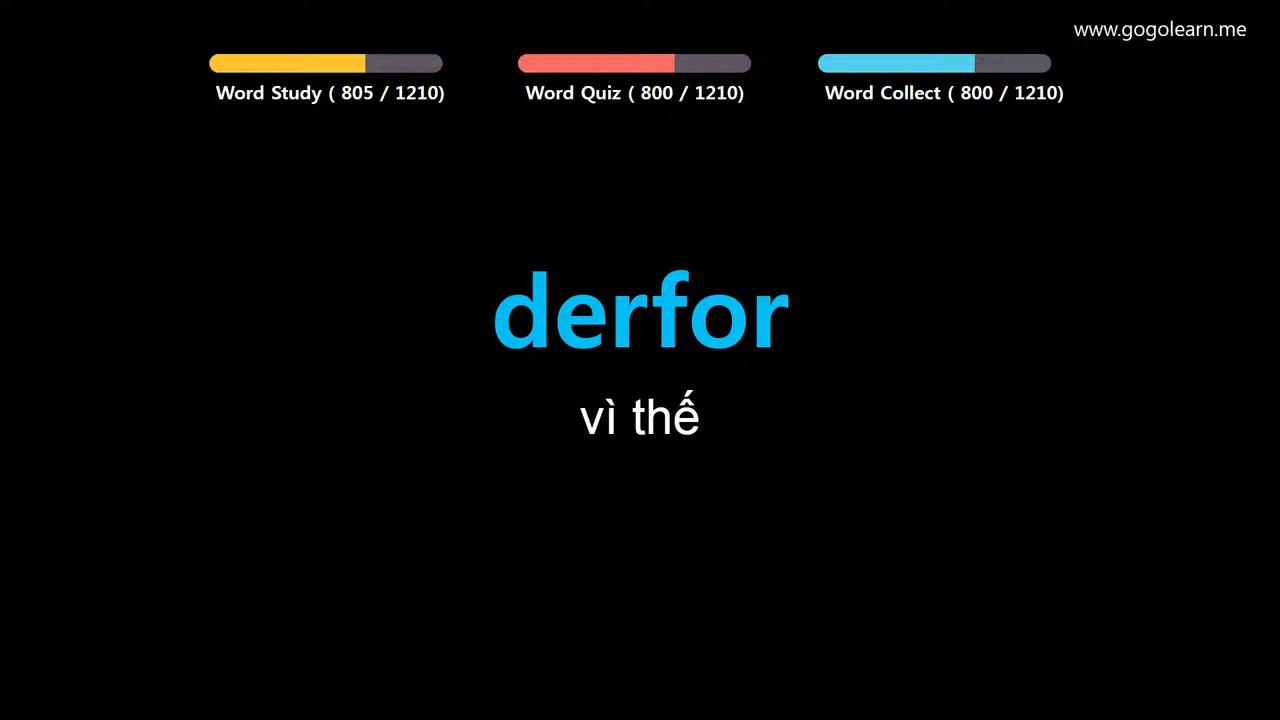 www.gogolearn.me
Word Study ( 805 / 1210)
Word Quiz ( 800 / 1210)
Word Collect ( 800 / 1210)
derfor
vì thế